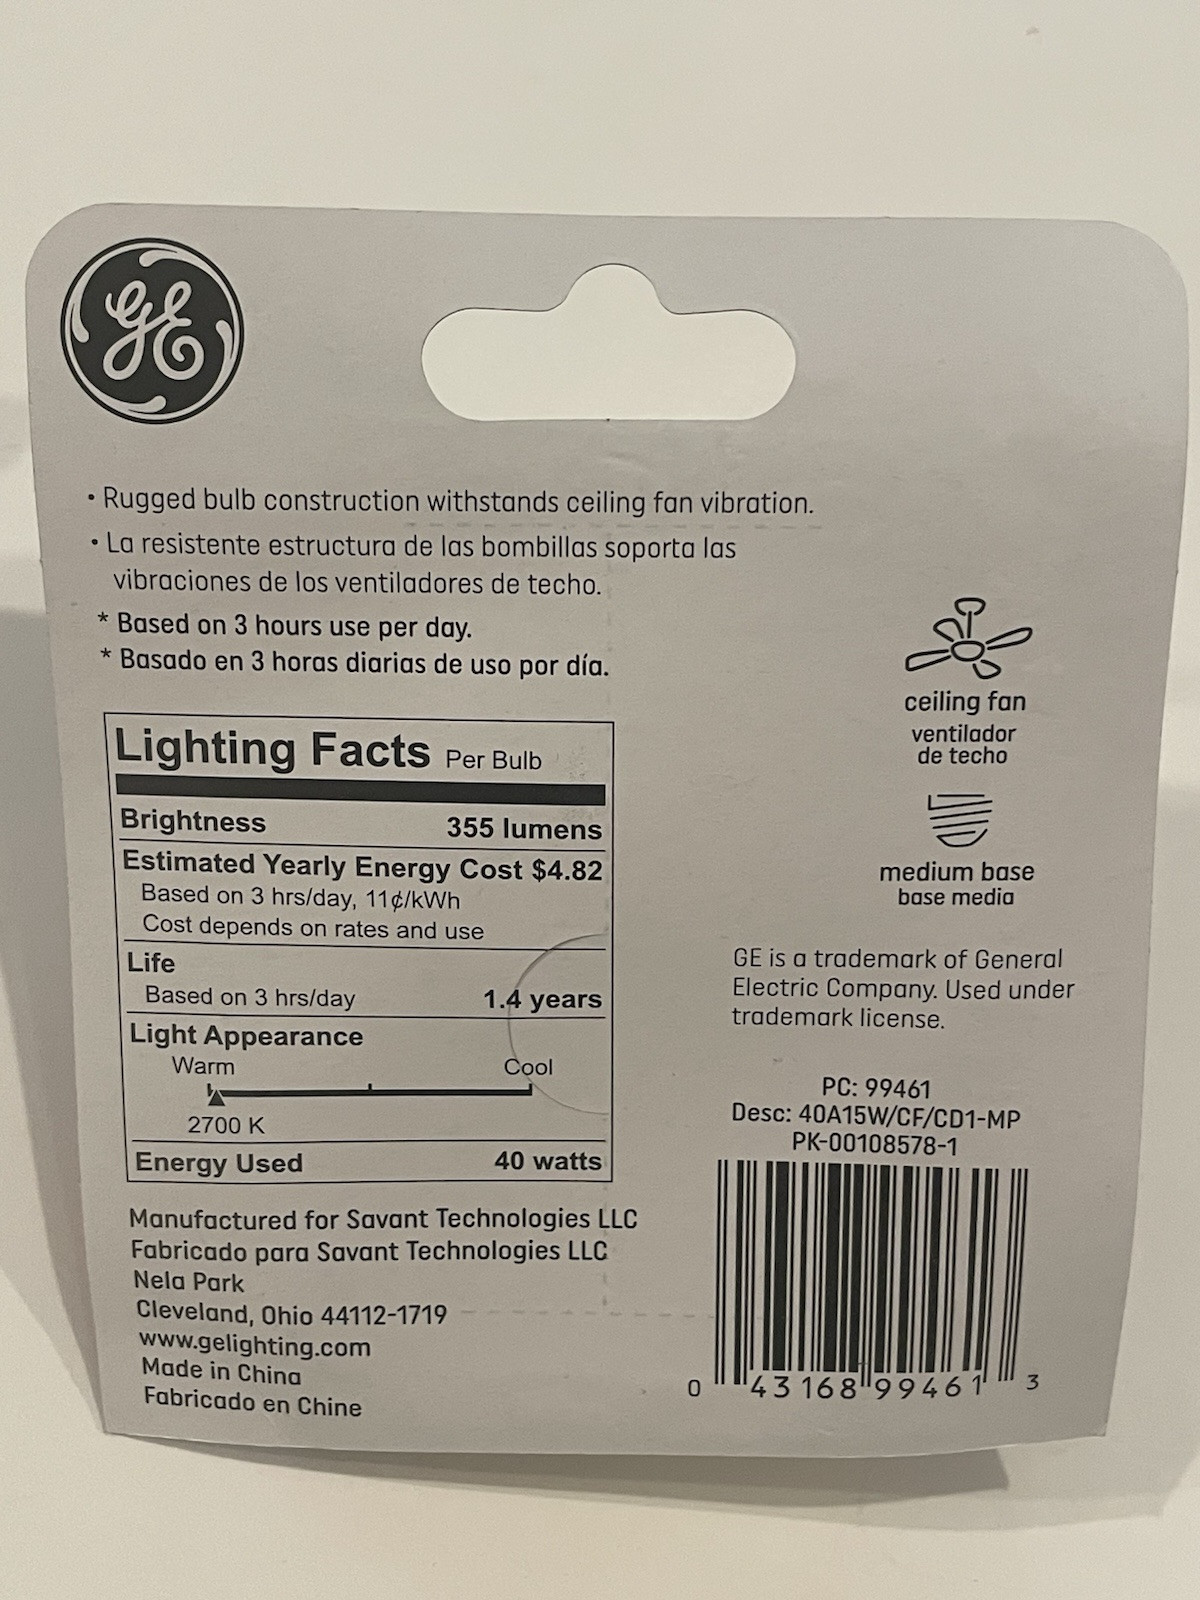 GE
• Rugged bulb construction withstands ceiling fan vibration.
• La resistente estructura de las bombillas soporta las
vibraciones de los ventiladores de techo.
* Based on 3 hours use per day.
* Basado en 3 horas diarias de uso por día.
ceiling fan
ventilador
de techo
medium base
base media
Lighting Facts Per Bulb
Brightness 355 lumens
Estimated Yearly Energy Cost $4.82
Based on 3 hrs/day, 11¢/kWh
Cost depends on rates and use
Life
Based on 3 hrs/day 1.4 years
Light Appearance
Warm Cool
2700 K
Energy Used 40 watts
GE is a trademark of General
Electric Company. Used under
trademark license.
PC: 99461
Desc: 40A15W/CF/CD1-MP
PK-00108578-1
0 43168 99461 3
Manufactured for Savant Technologies LLC
Fabricado para Savant Technologies LLC
Nela Park
Cleveland, Ohio 44112-1719
www.gelighting.com
Made in China
Fabricado en Chine